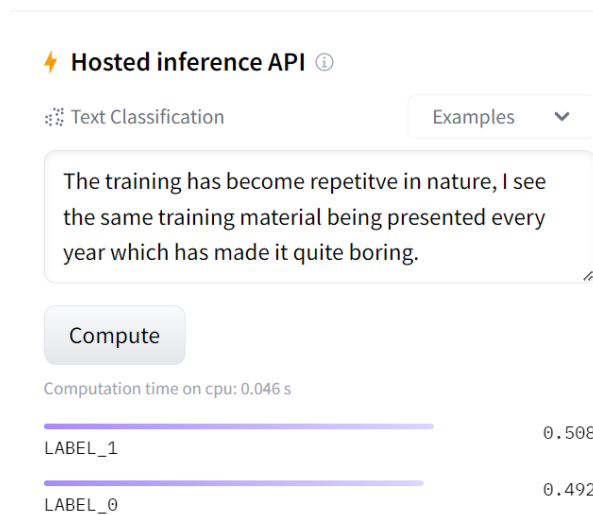 Hosted inference API
Text Classification
Examples
The training has become repetitve in nature, I see
the same training material being presented every
year which has made it quite boring.
Compute
Computation time on cpu: 0.046 s
LABEL_1
0.508
LABEL_0
0.492